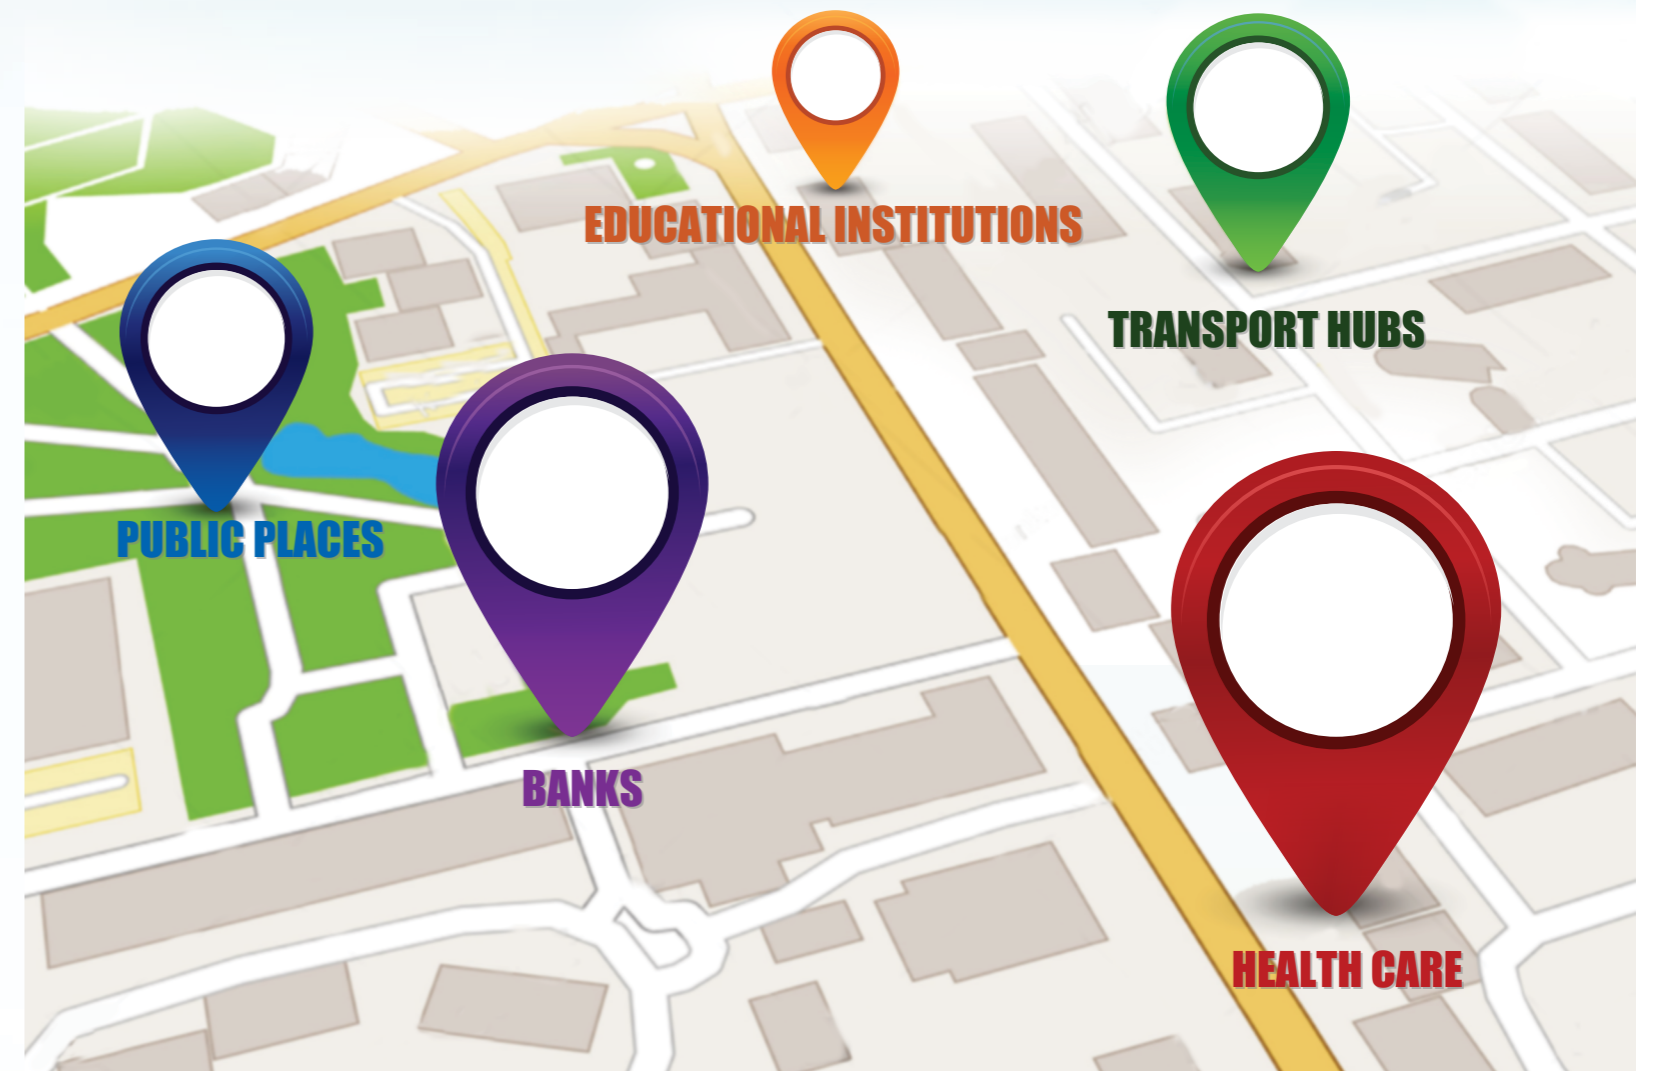 EDUCATIONAL INSTITUTIONS
TRANSPORT HUBS
PUBLIC PLACES
BANKS
HEALTH CARE